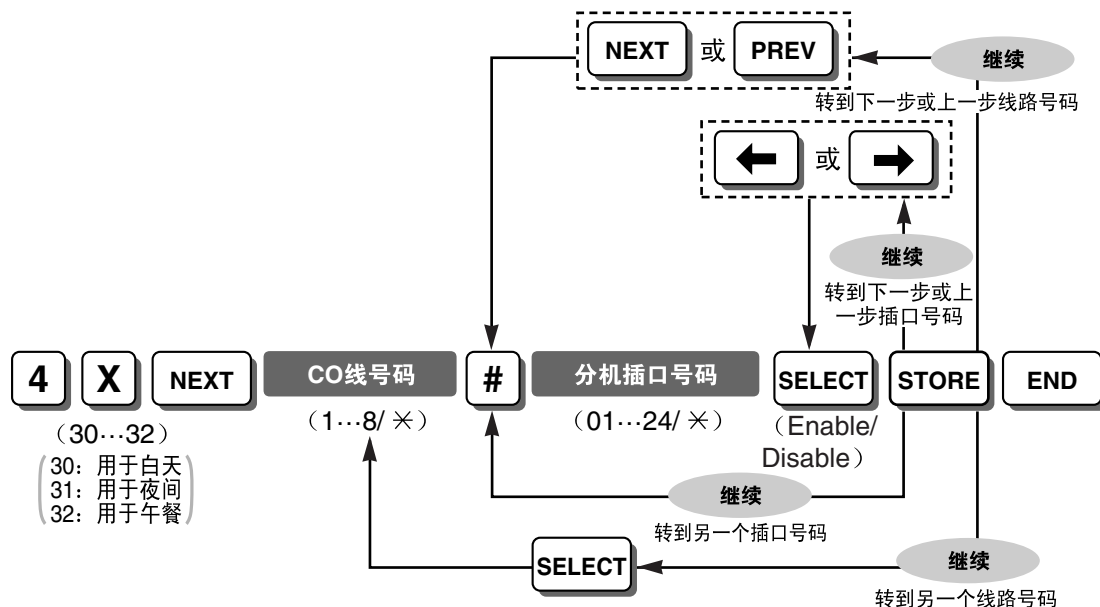 NEXT 或 PREV
继续
转到下一步或上一步线路号码
← 或 →
继续
转到下一步或上
一步插口号码
4 X NEXT CO线号码 # 分机插口号码 SELECT STORE END
(30…32) (1…8/ ✳) (01…24/ ✳) (Enable/
Disable)
30：用于白天
31：用于夜间
32：用于午餐
继续
转到另一个插口号码
SELECT
继续
转到另一个线路号码